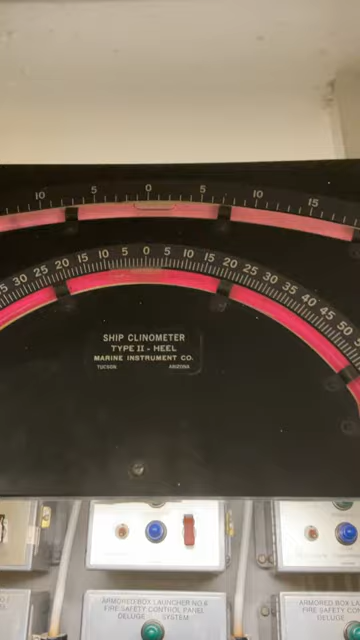 10 5 0 5 10 15
25 20 15 10 5 0 5 10 15 20 25 30 35 40 45 50
SHIP CLINOMETER
TYPE II - HEEL
MARINE INSTRUMENT CO.
TUCSON ARIZONA
ARMORED BOX LAUNCHER NO 6
FIRE SAFETY CONTROL PANEL
DELUGE SYSTEM
ARMORED BOX LA
FIRE SAFETY CON
DELUGE